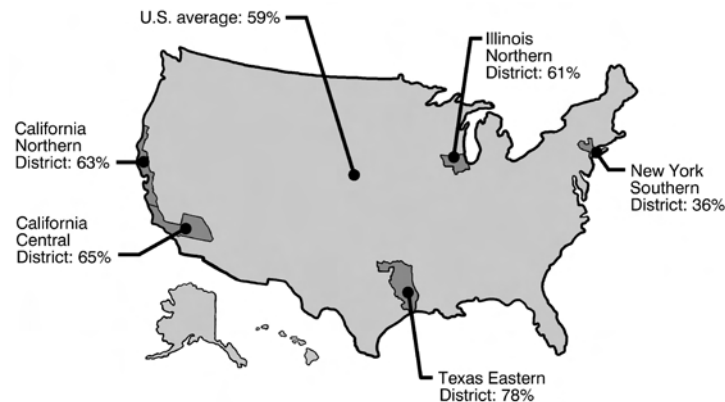 U.S. average: 59%
Illinois
Northern
District: 61%
California
Northern
District: 63%
New York
Southern
District: 36%
California
Central
District: 65%
Texas Eastern
District: 78%